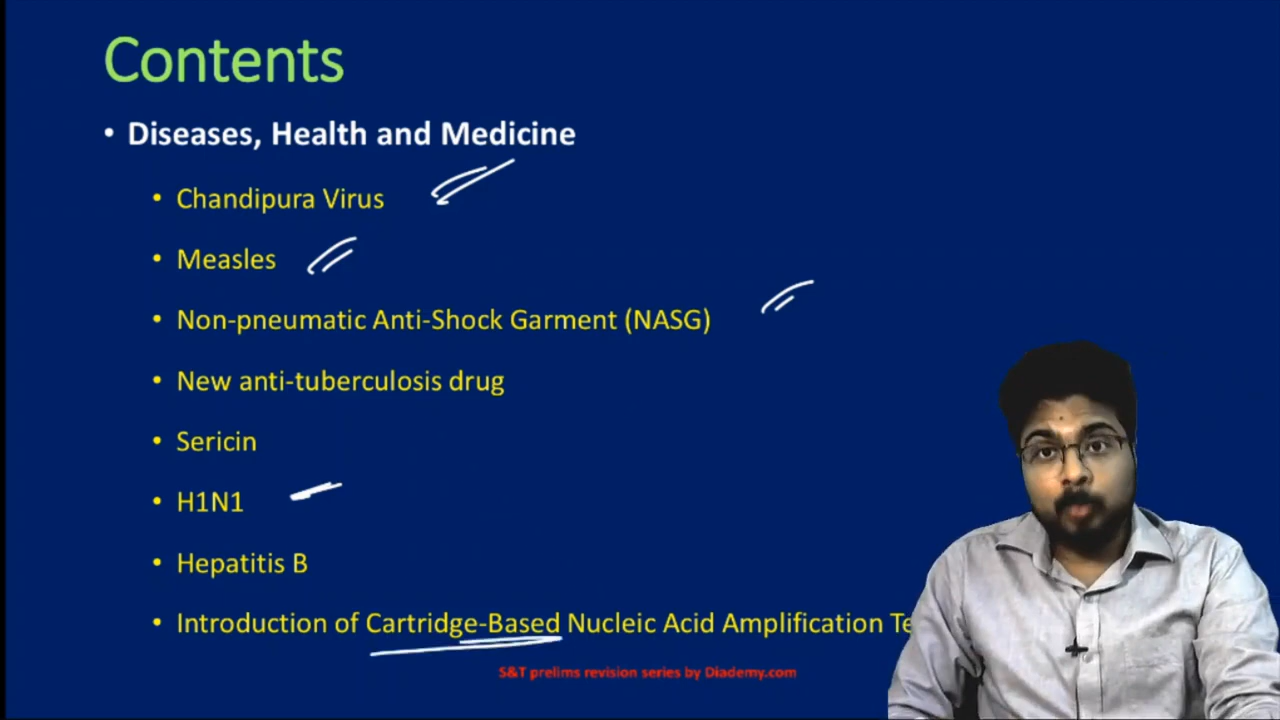 Contents
• Diseases, Health and Medicine
• Chandipura Virus
• Measles
• Non-pneumatic Anti-Shock Garment (NASG)
• New anti-tuberculosis drug
• Sericin
• H1N1
• Hepatitis B
• Introduction of Cartridge-Based Nucleic Acid Amplification
S&T prelims revision series by Diademy.com